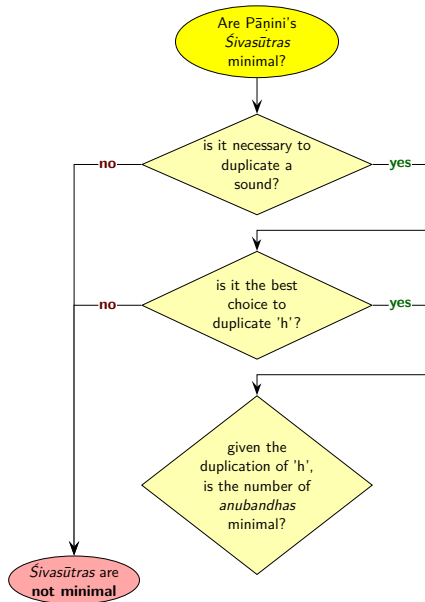 Are Pāṇini's
Śivasūtras
minimal?
is it necessary to
duplicate a
sound?
no
yes
is it the best
choice to
duplicate 'h'?
no
yes
given the
duplication of 'h',
is the number of
anubandhas
minimal?
Śivasūtras are
not minimal